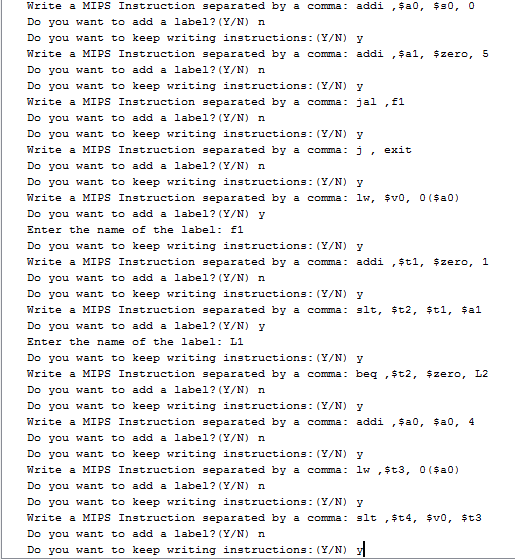 Write a MIPS Instruction separated by a comma: addi ,$a0, $s0, 0
Do you want to add a label?(Y/N) n
Do you want to keep writing instructions:(Y/N) y
Write a MIPS Instruction separated by a comma: addi ,$a1, $zero, 5
Do you want to add a label?(Y/N) n
Do you want to keep writing instructions:(Y/N) y
Write a MIPS Instruction separated by a comma: jal ,f1
Do you want to add a label?(Y/N) n
Do you want to keep writing instructions:(Y/N) y
Write a MIPS Instruction separated by a comma: j , exit
Do you want to add a label?(Y/N) n
Do you want to keep writing instructions:(Y/N) y
Write a MIPS Instruction separated by a comma: lw, $v0, 0($a0)
Do you want to add a label?(Y/N) y
Enter the name of the label: f1
Do you want to keep writing instructions:(Y/N) y
Write a MIPS Instruction separated by a comma: addi ,$t1, $zero, 1
Do you want to add a label?(Y/N) n
Do you want to keep writing instructions:(Y/N) y
Write a MIPS Instruction separated by a comma: slt, $t2, $t1, $a1
Do you want to add a label?(Y/N) y
Enter the name of the label: L1
Do you want to keep writing instructions:(Y/N) y
Write a MIPS Instruction separated by a comma: beq ,$t2, $zero, L2
Do you want to add a label?(Y/N) n
Do you want to keep writing instructions:(Y/N) y
Write a MIPS Instruction separated by a comma: addi ,$a0, $a0, 4
Do you want to add a label?(Y/N) n
Do you want to keep writing instructions:(Y/N) y
Write a MIPS Instruction separated by a comma: lw ,$t3, 0($a0)
Do you want to add a label?(Y/N) n
Do you want to keep writing instructions:(Y/N) y
Write a MIPS Instruction separated by a comma: slt ,$t4, $v0, $t3
Do you want to add a label?(Y/N) n
Do you want to keep writing instructions:(Y/N) y